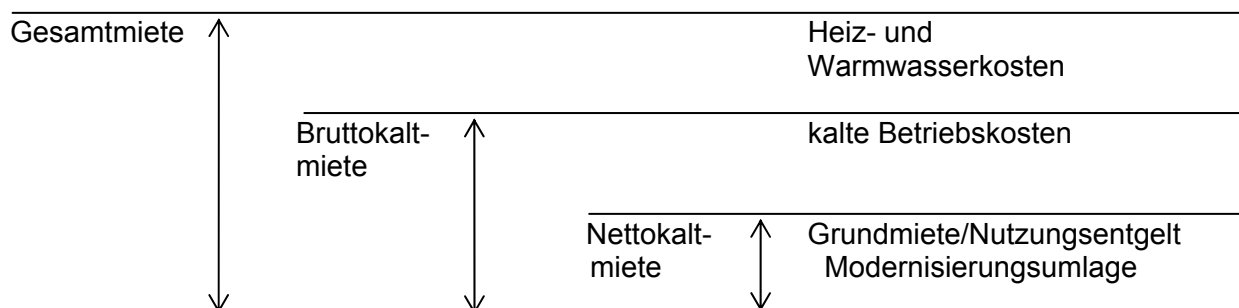 Gesamtmiete
Heiz- und
Warmwasserkosten
Bruttokalt-
miete
kalte Betriebskosten
Nettokalt-
miete
Grundmiete/Nutzungsentgelt
Modernisierungsumlage